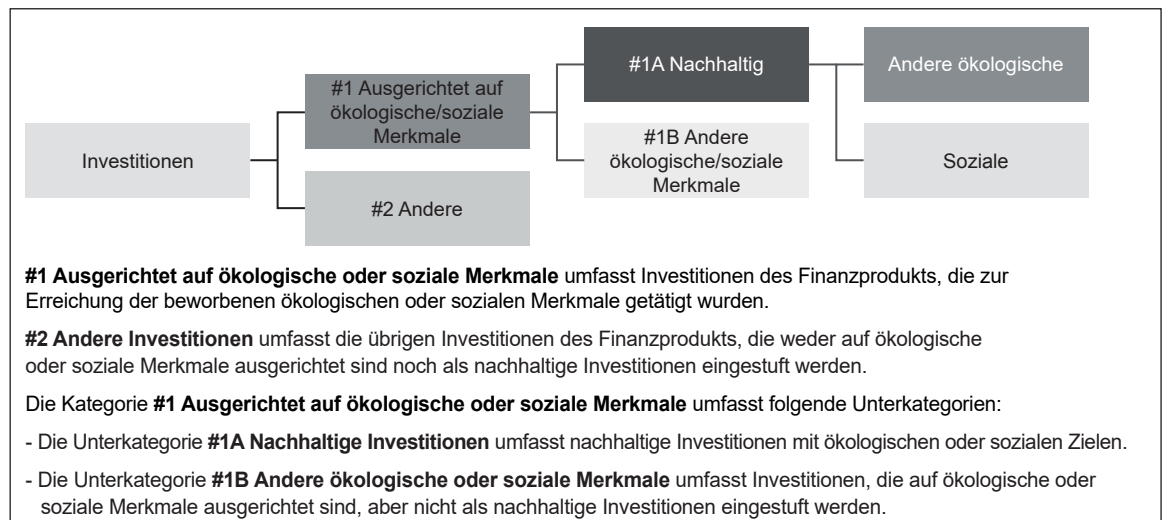 #1A Nachhaltig
Andere ökologische
#1 Ausgerichtet auf
ökologische/soziale
Merkmale
Investitionen
#1B Andere
ökologische/soziale
Merkmale
Soziale
#2 Andere
#1 Ausgerichtet auf ökologische oder soziale Merkmale umfasst Investitionen des Finanzprodukts, die zur
Erreichung der beworbenen ökologischen oder sozialen Merkmale getätigt wurden.
#2 Andere Investitionen umfasst die übrigen Investitionen des Finanzprodukts, die weder auf ökologische
oder soziale Merkmale ausgerichtet sind noch als nachhaltige Investitionen eingestuft werden.
Die Kategorie #1 Ausgerichtet auf ökologische oder soziale Merkmale umfasst folgende Unterkategorien:
- Die Unterkategorie #1A Nachhaltige Investitionen umfasst nachhaltige Investitionen mit ökologischen oder sozialen Zielen.
- Die Unterkategorie #1B Andere ökologische oder soziale Merkmale umfasst Investitionen, die auf ökologische oder
soziale Merkmale ausgerichtet sind, aber nicht als nachhaltige Investitionen eingestuft werden.